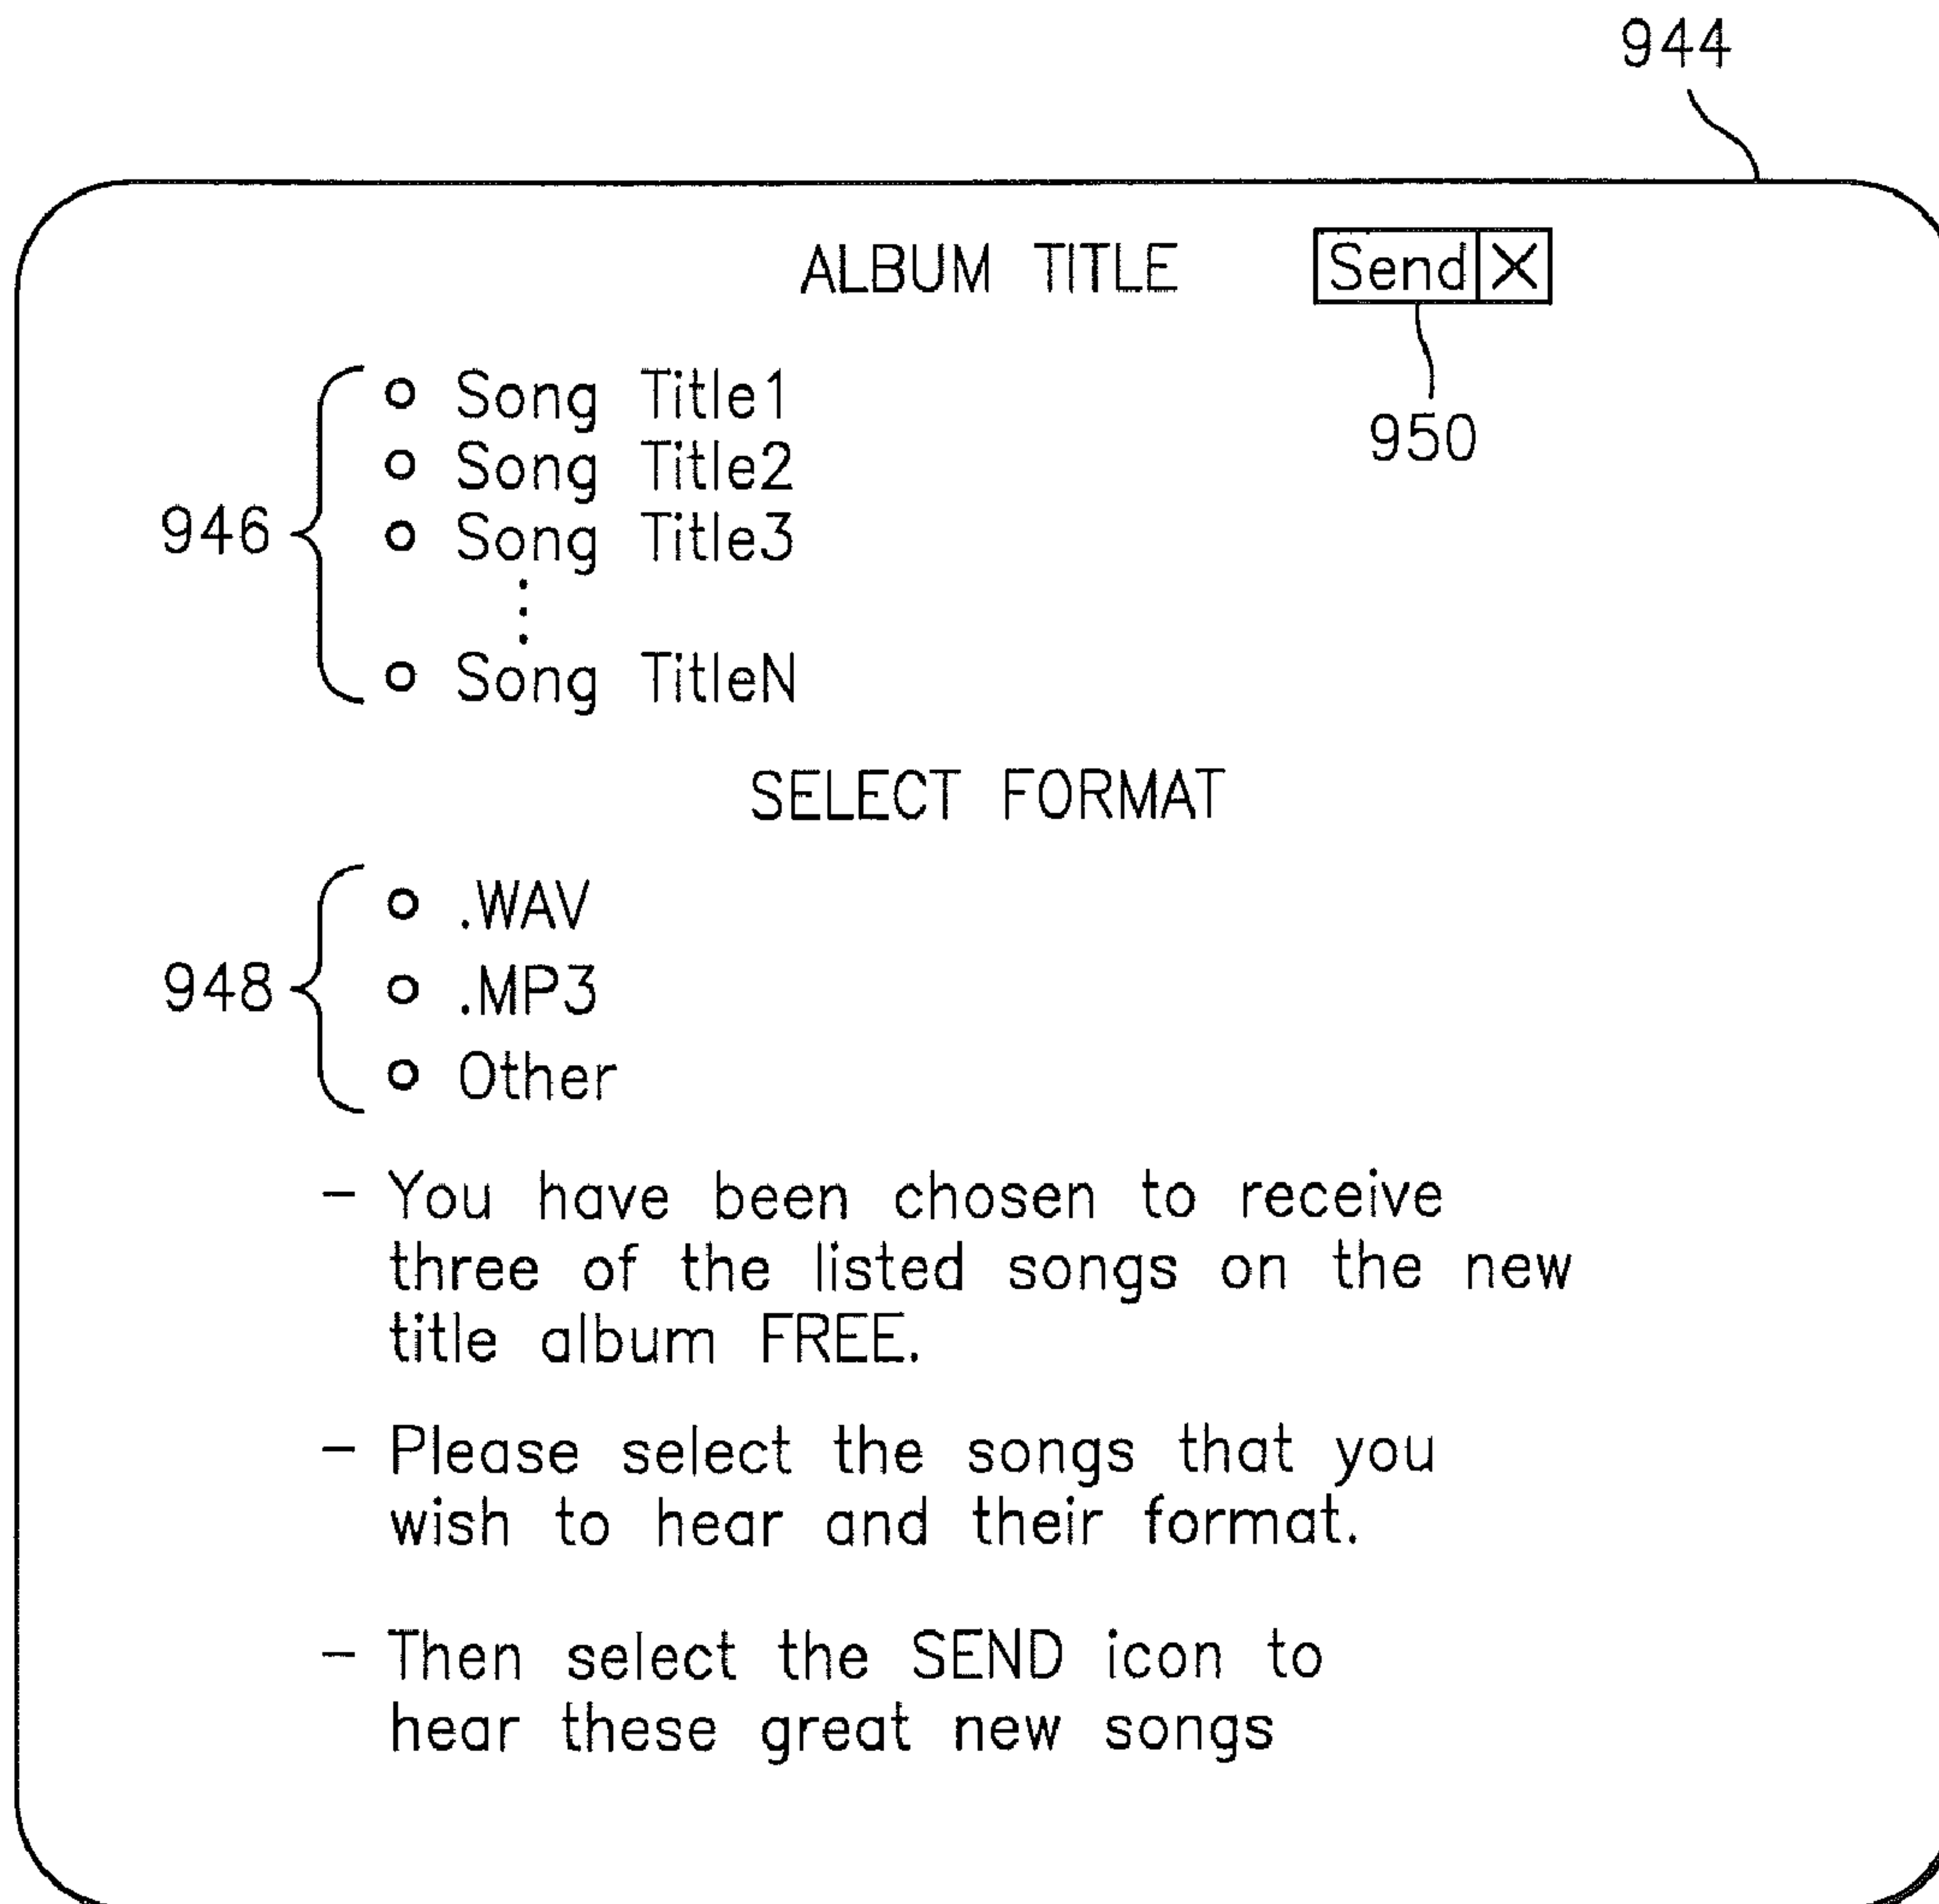 944
ALBUM TITLE Send X
950
Song Title1
Song Title2
946 Song Title3
Song TitleN
SELECT FORMAT
.WAV
948 .MP3
Other
- You have been chosen to receive
three of the listed songs on the new
title album FREE.
- Please select the songs that you
wish to hear and their format.
- Then select the SEND icon to
hear these great new songs